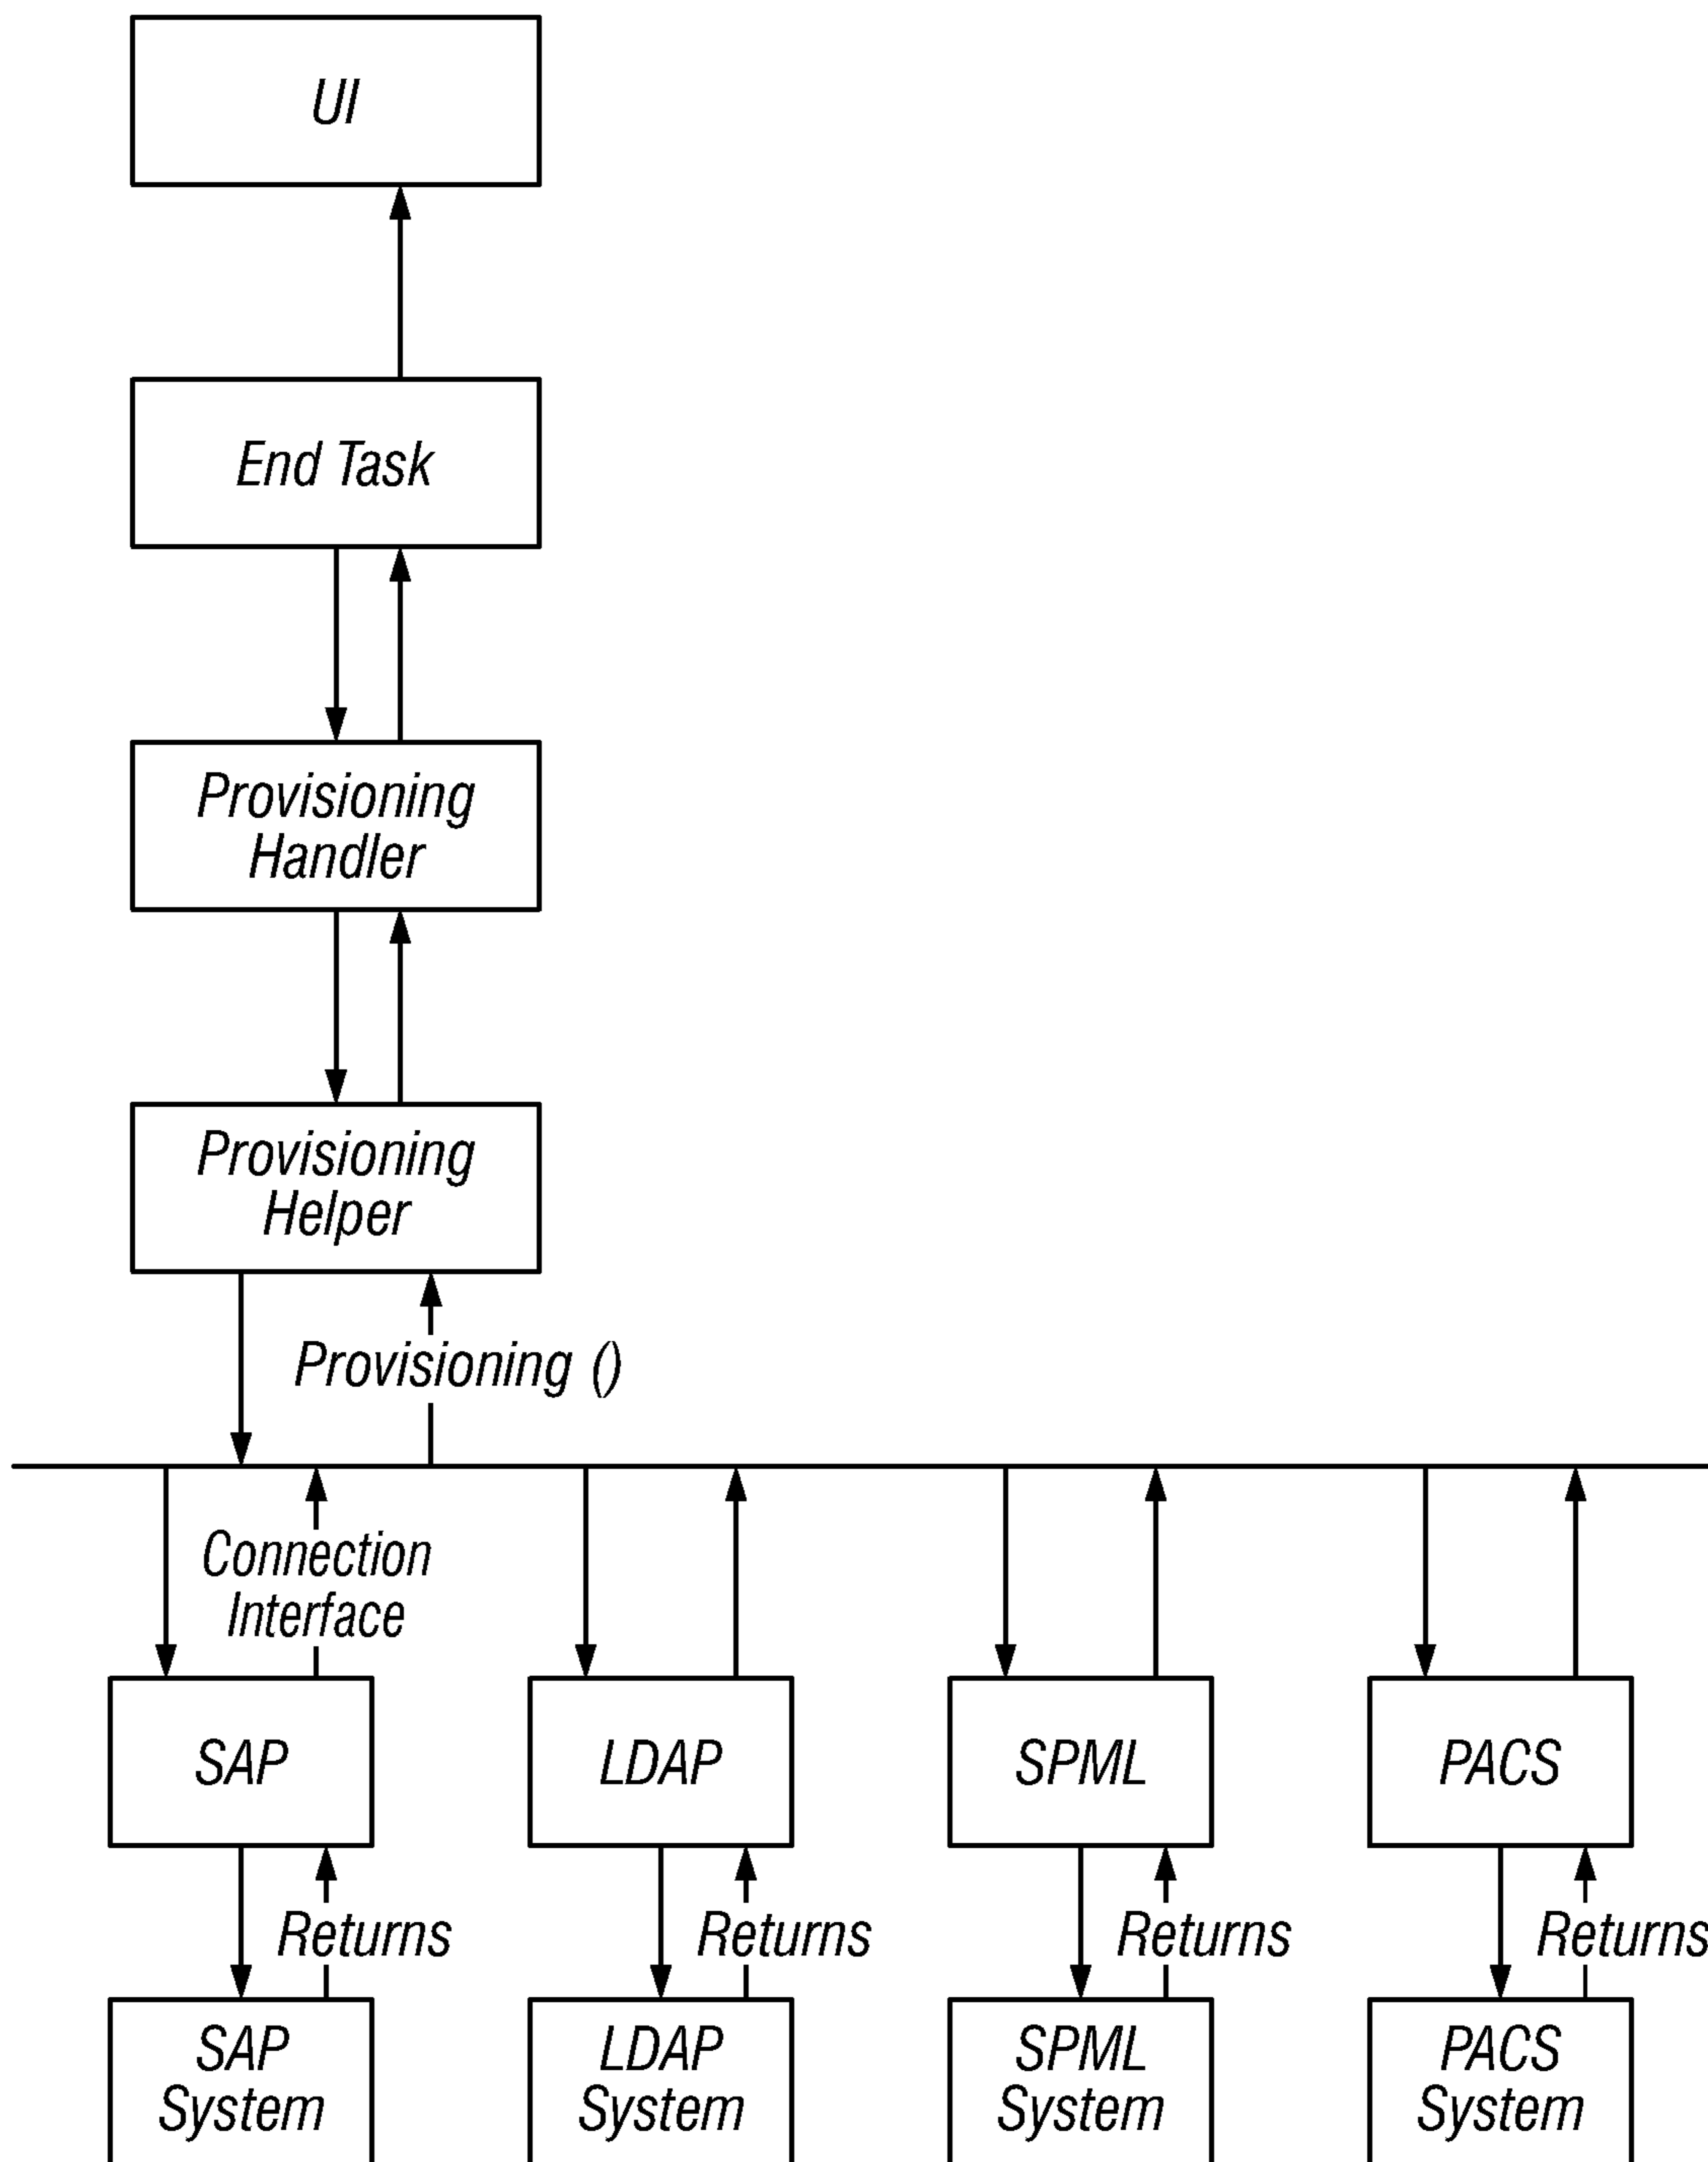 UI
End Task
Provisioning
Handler
Provisioning
Helper
Provisioning ()
Connection
Interface
SAP
LDAP
SPML
PACS
Returns
Returns
Returns
Returns
SAP
System
LDAP
System
SPML
System
PACS
System